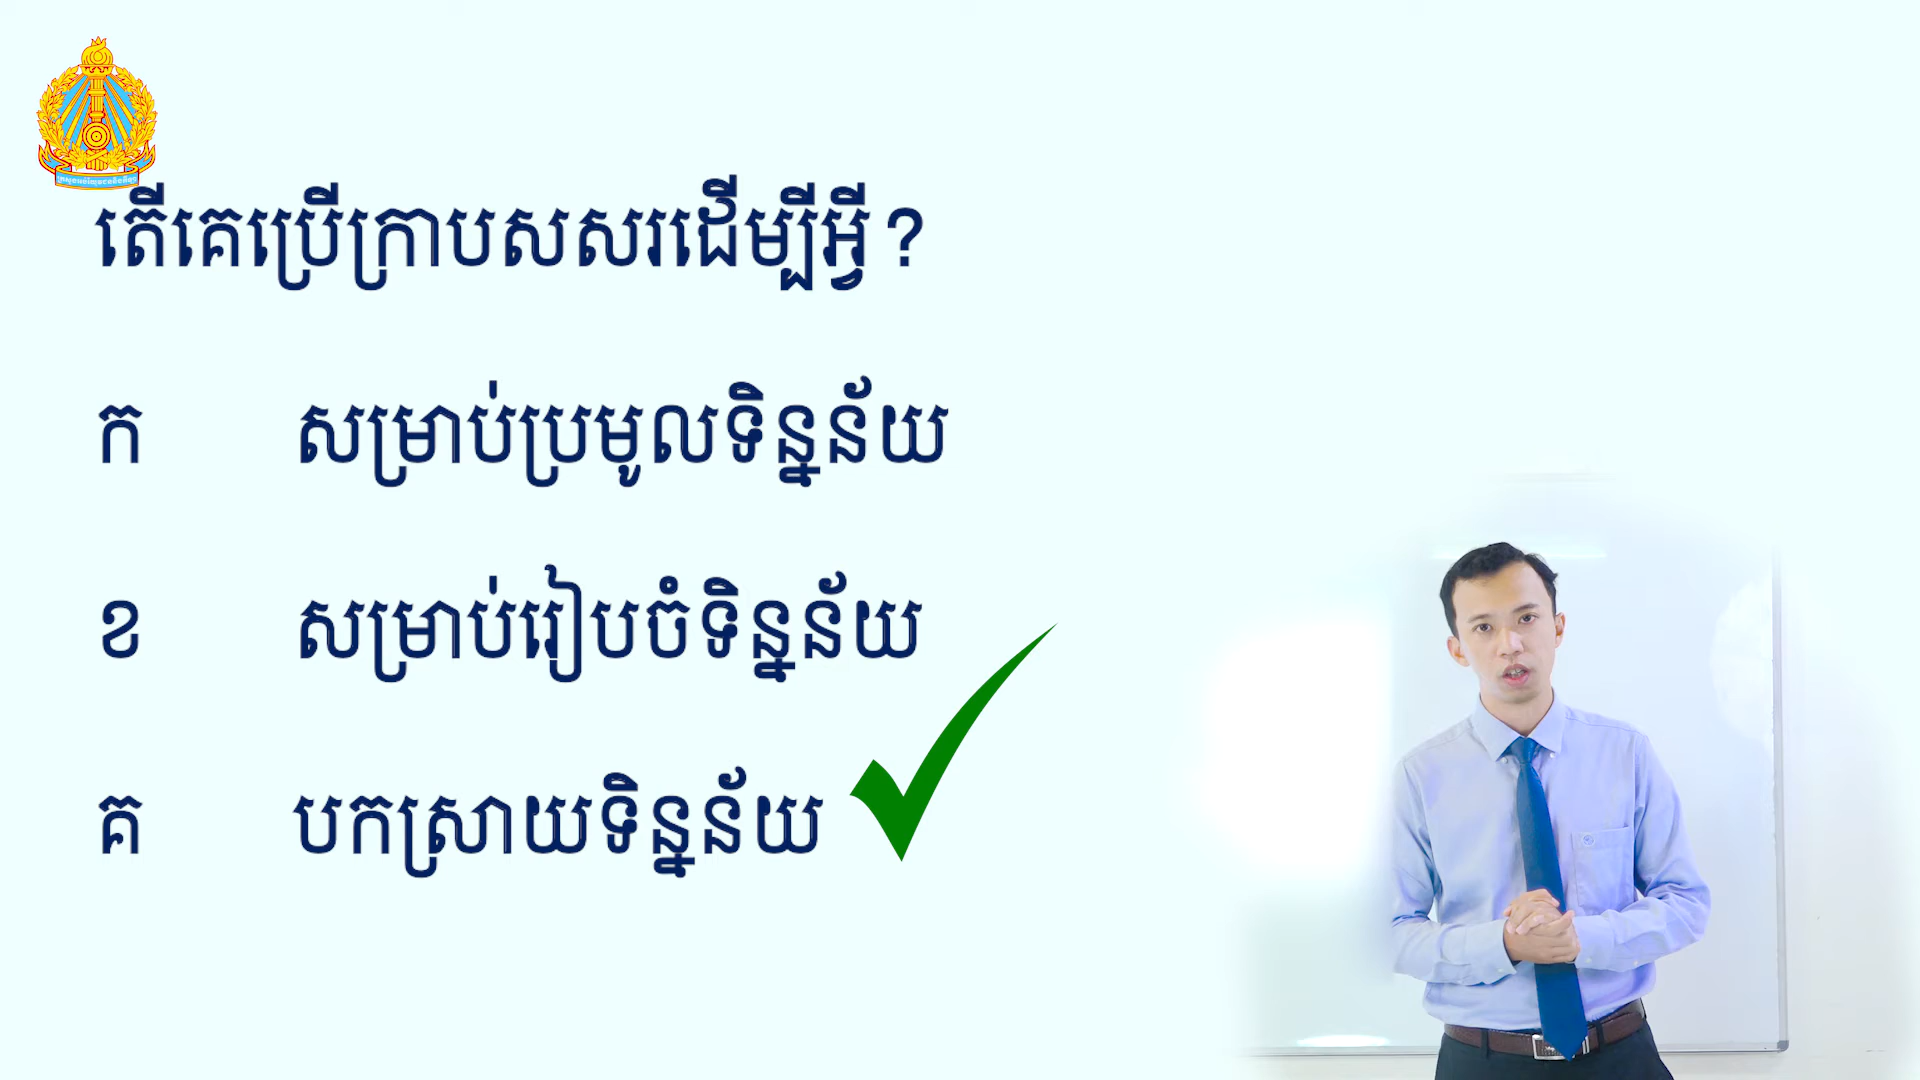 តើគេប្រើក្រាបសសរដើម្បីអ្វី?
ក សម្រាប់ប្រមូលទិន្នន័យ
ខ សម្រាប់រៀបចំទិន្នន័យ
គ បកស្រាយទិន្នន័យ